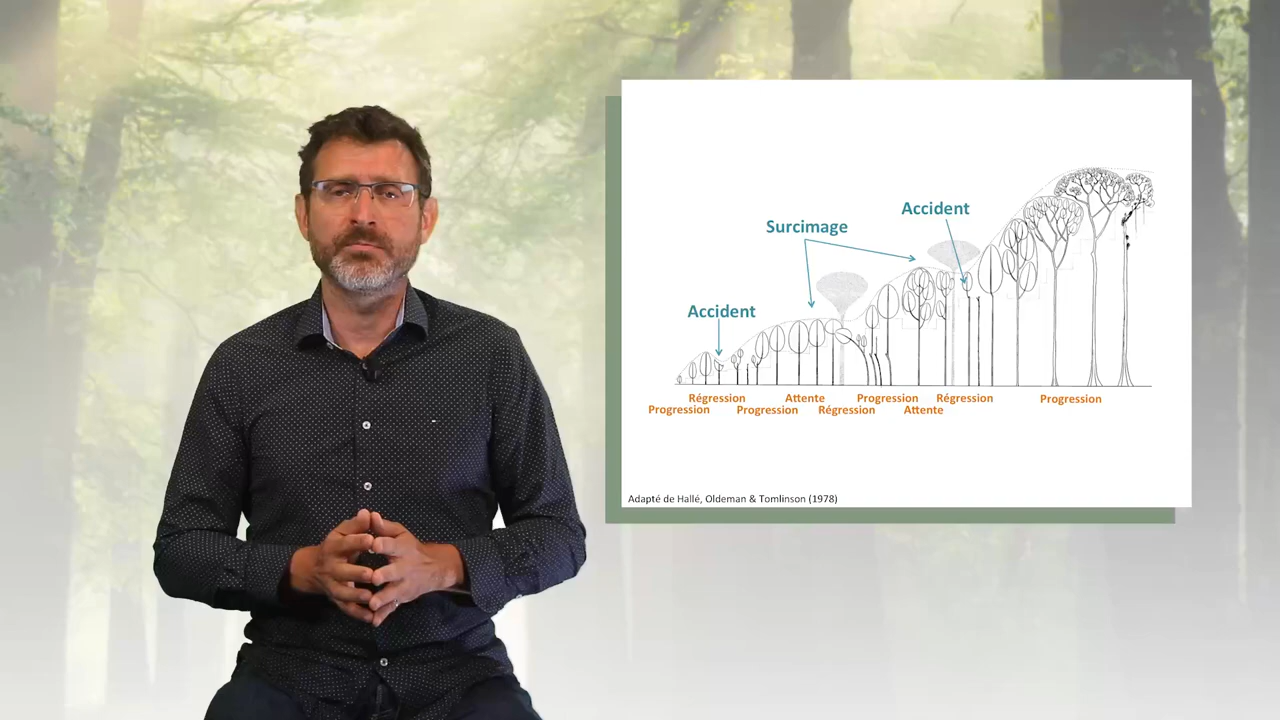 Accident
Surcimage
Accident
Régression Attente Progression Régression Progression
Progression Progression Régression Attente
Adapté de Hallé, Oldeman & Tomlinson (1978)